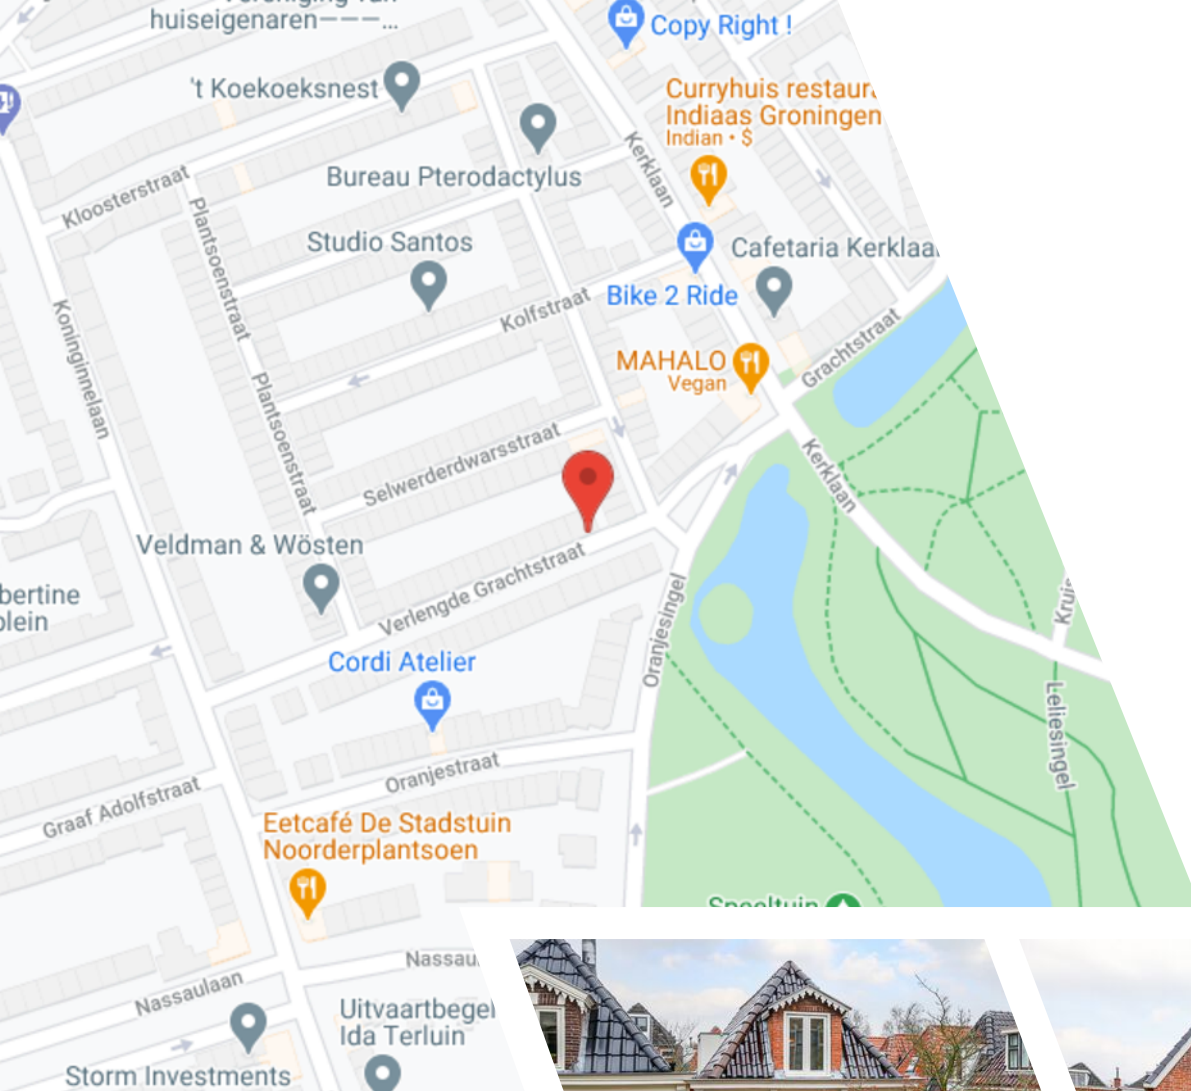 huiseigenaren———...
Copy Right !
't Koekoeksnest
Curryhuis restaura
Indiaas Groningen
Indian • $
Kerklaan
Bureau Pterodactylus
Kloosterstraat
Plantsoenstraat
Studio Santos
Cafetaria Kerklaa
Bike 2 Ride
Kolfstraat
Koninginnelaan
Grachtstraat
MAHALO
Vegan
Plantsoenstraat
Selwerderdwarsstraat
Kerklaan
Veldman & Wösten
Verlengde Grachtstraat
bertine
plein
Oranjesingel
Kruis
Cordi Atelier
Leliesingel
Oranjestraat
Graaf Adolfstraat
Eetcafé De Stadstuin
Noorderplantsoen
Speeltuin
Nassau
Nassaulaan
Uitvaartbegel
Ida Terluin
Storm Investments